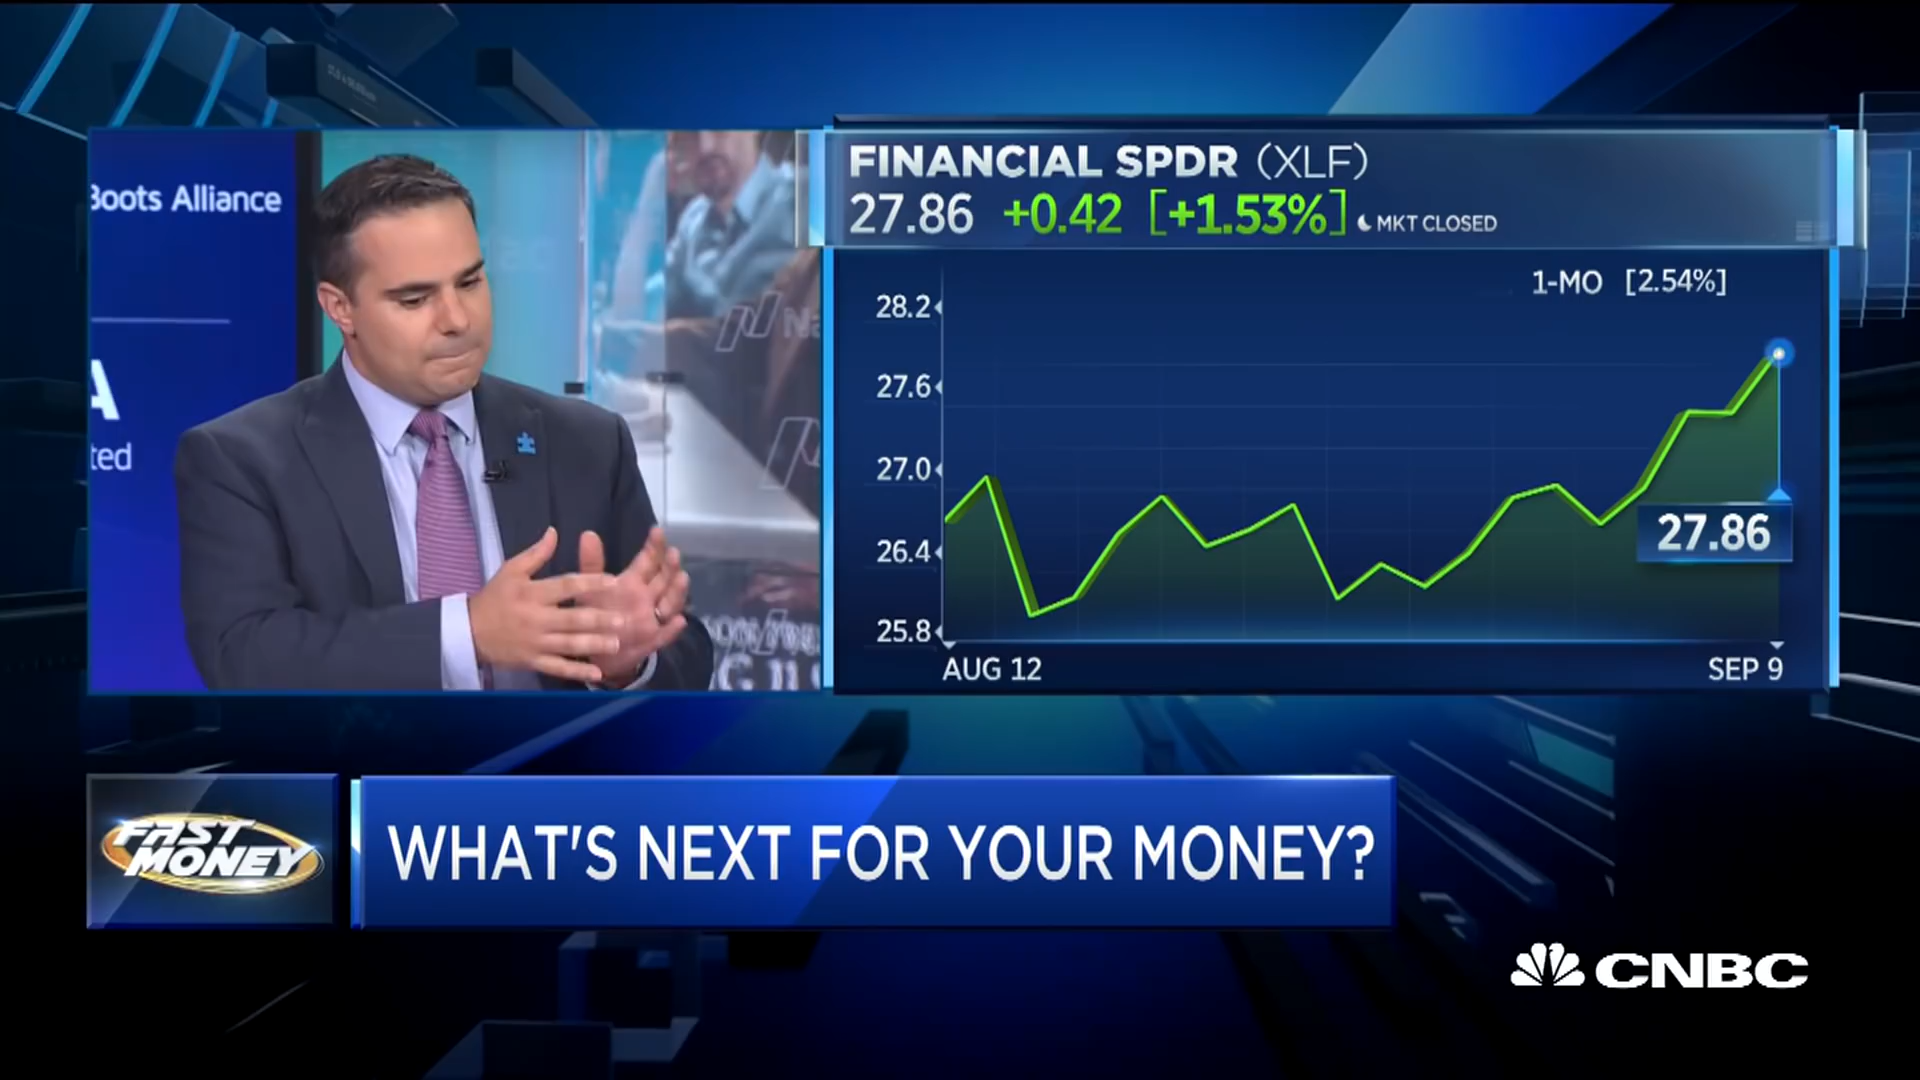 Boots Alliance
A
ted
FINANCIAL SPDR (XLF)
27.86 +0.42 [+1.53%] MKT CLOSED
1-MO [2.54%]
28.2
27.6
27.0
26.4
25.8
27.86
AUG 12 SEP 9
FAST
MONEY
WHAT'S NEXT FOR YOUR MONEY?
CNBC